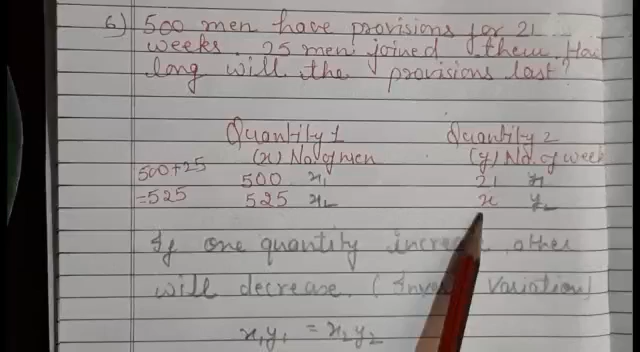 6) 500 men have provisions for 21
weeks. 25 men joined them. How
long will the provisions last?
Quantity 1 Quantity 2
(x) No. of men (y) No. of week
500+25 500 x₁ 21 y₁
=525 525 x₂ x y₂
If one quantity increase, other
will decrease. (Variation)
x₁y₁ = x₂y₂